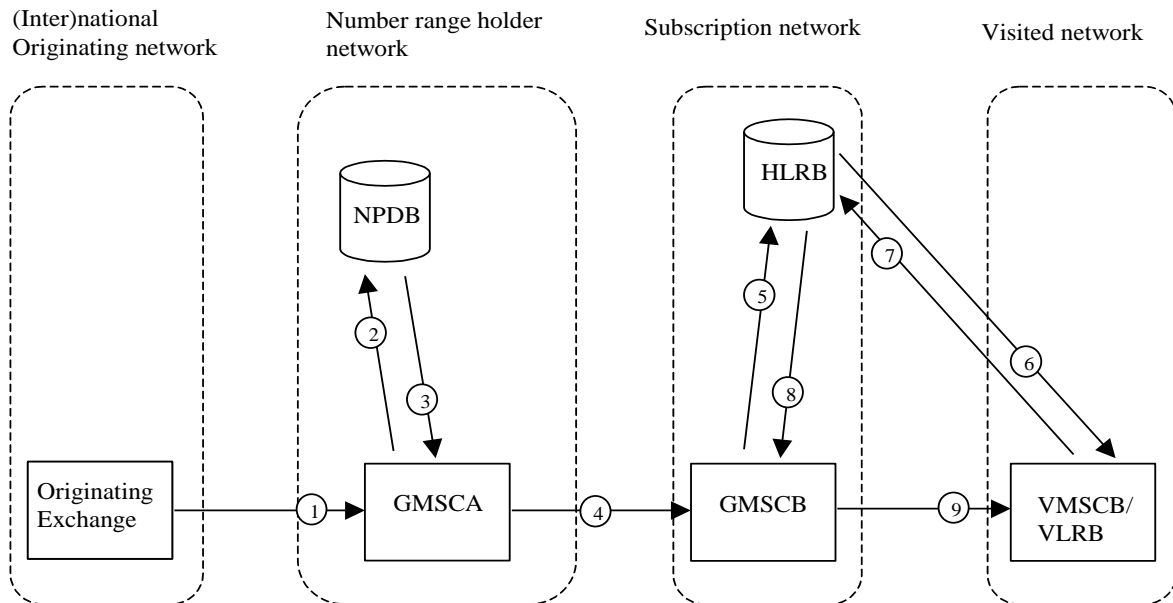 (Inter)national
Originating network
Number range holder
network
Subscription network
Visited network
HLRB
NPDB
7
5
2
6
3
8
Originating
Exchange
1
GMSCA
4
GMSCB
9
VMSCB/
VLRB